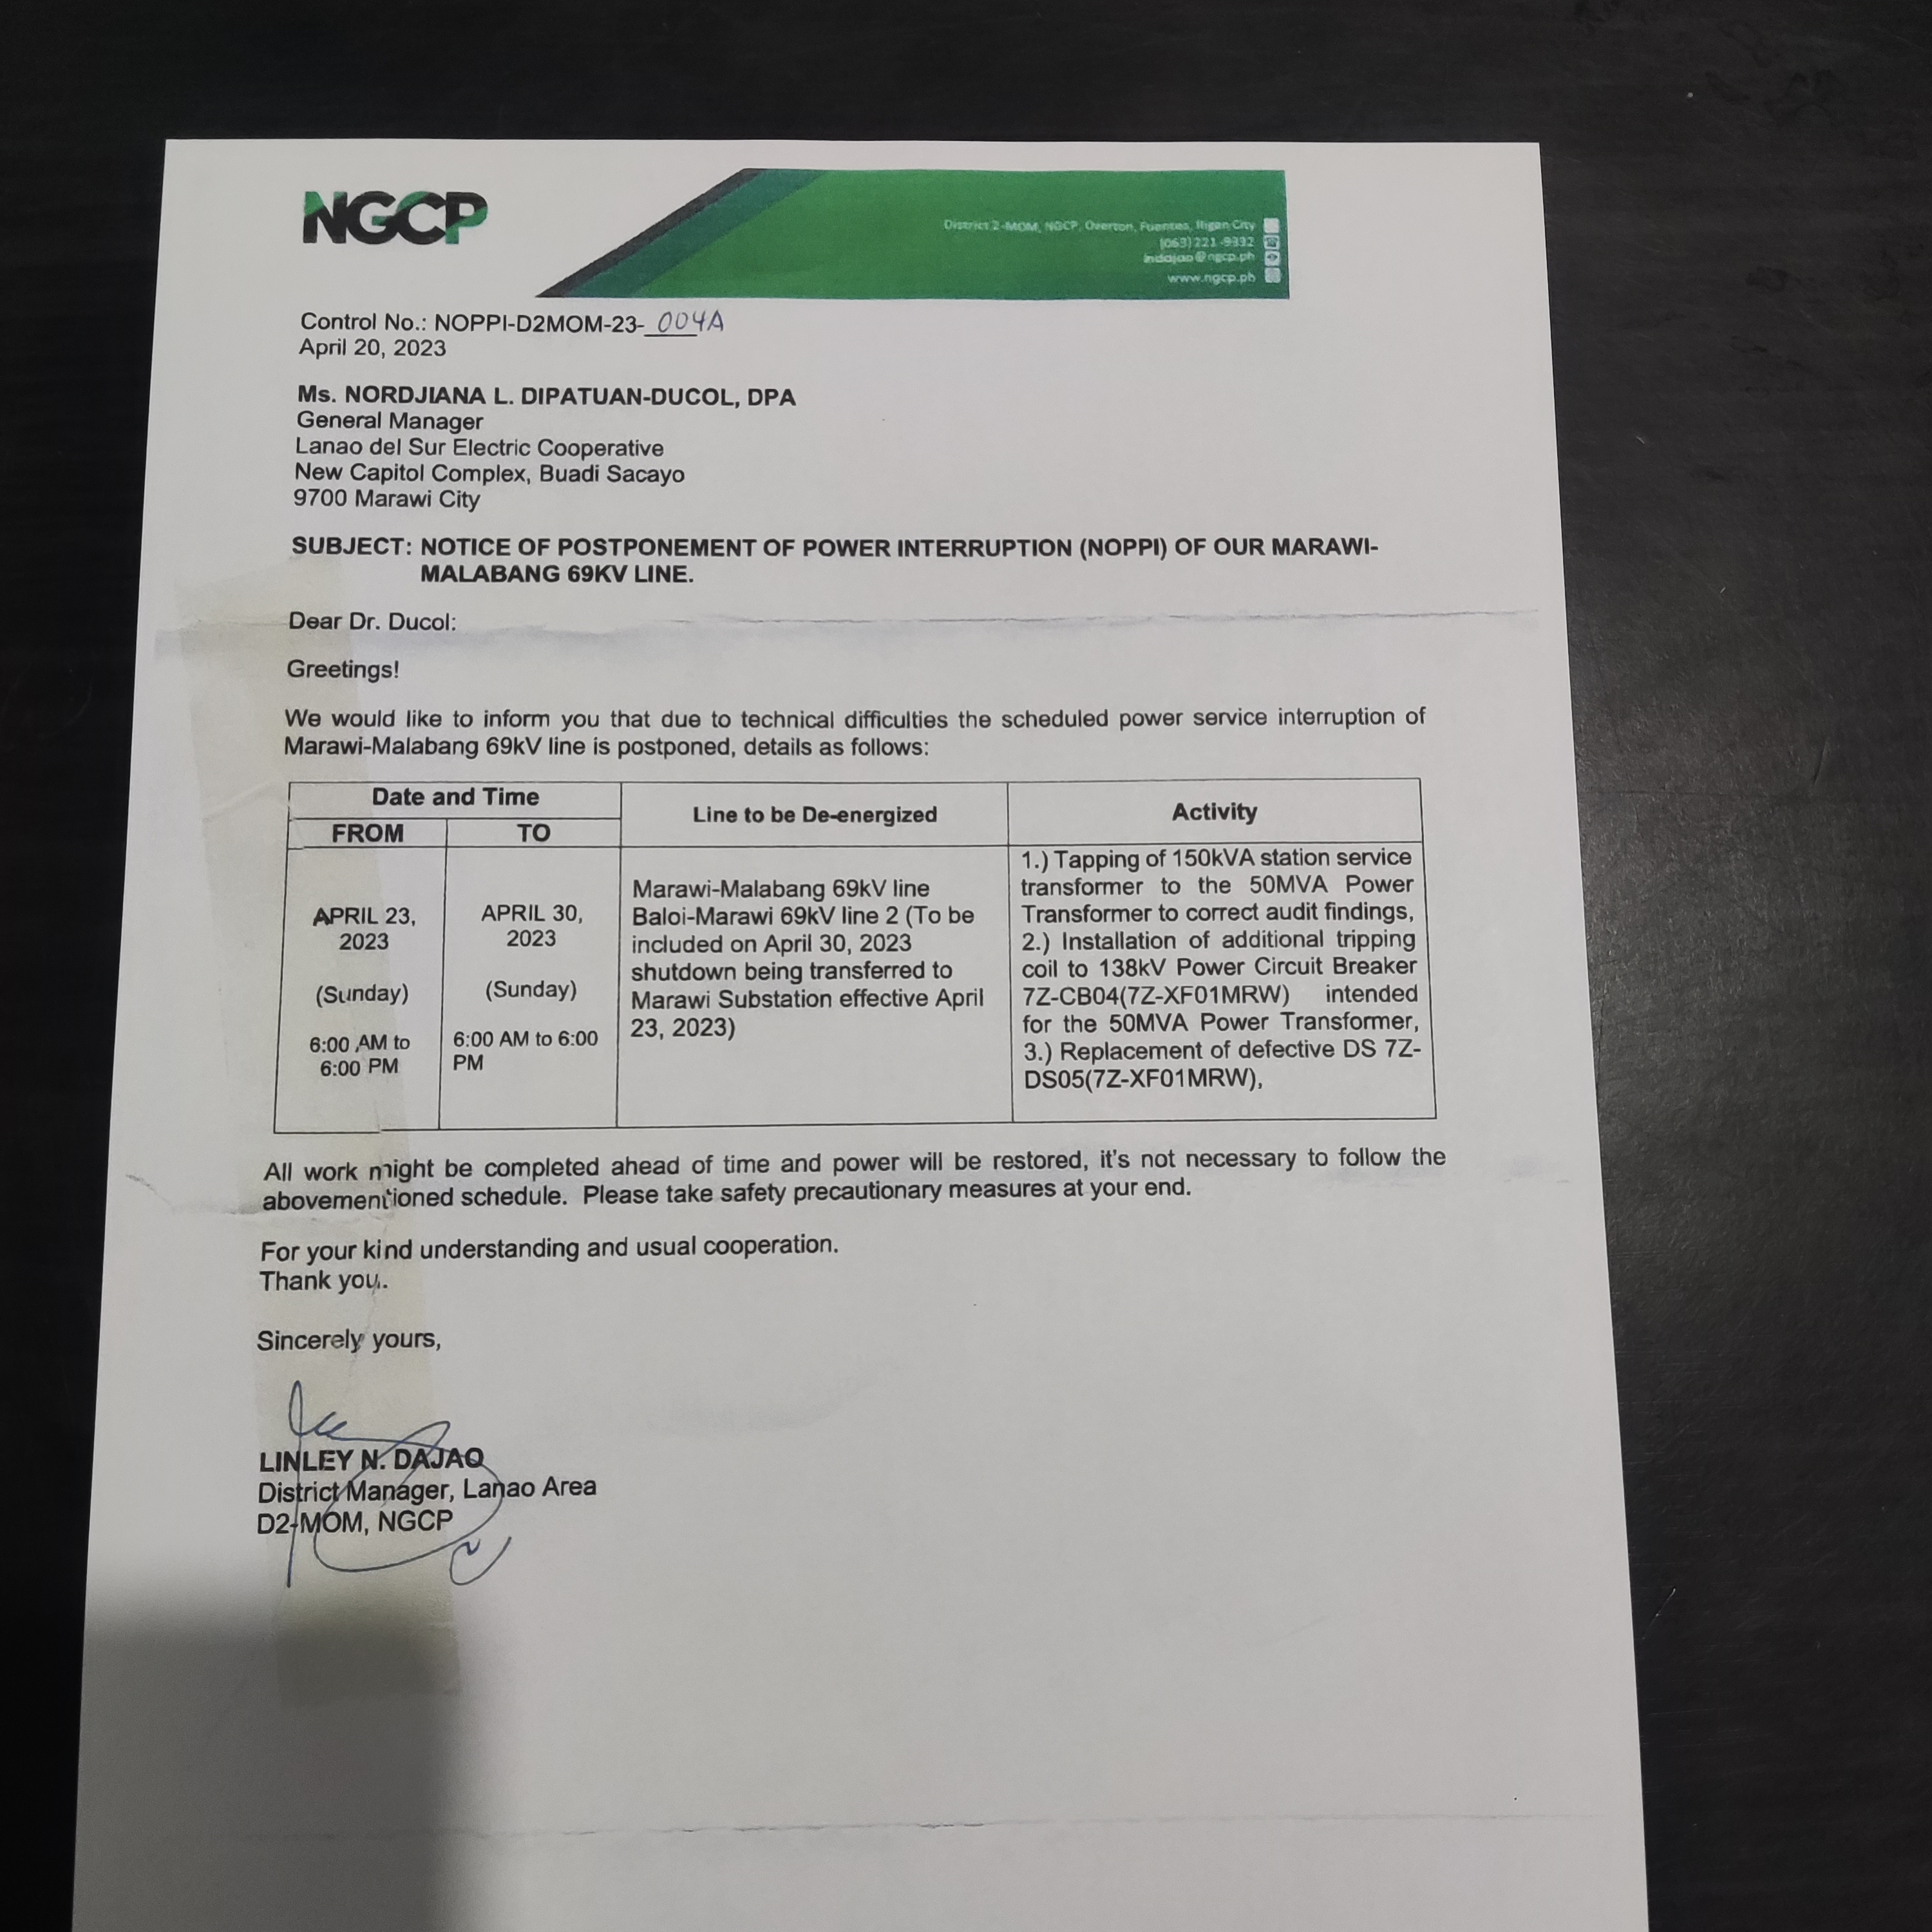 NGCP
District 2-MOM, NGCP, Overton, Fuentes, Iligan City
(063) 221-9332
lndajao@ngcp.ph
www.ngcp.ph
Control No.: NOPPI-D2MOM-23- 004A
April 20, 2023
Ms. NORDJIANA L. DIPATUAN-DUCOL, DPA
General Manager
Lanao del Sur Electric Cooperative
New Capitol Complex, Buadi Sacayo
9700 Marawi City
SUBJECT: NOTICE OF POSTPONEMENT OF POWER INTERRUPTION (NOPPI) OF OUR MARAWI-
MALABANG 69KV LINE.
Dear Dr. Ducol:
Greetings!
We would like to inform you that due to technical difficulties the scheduled power service interruption of
Marawi-Malabang 69kV line is postponed, details as follows:
Date and Time
FROM
TO
Line to be De-energized
Activity
APRIL 23,
2023
(Sunday)
6:00 AM to
6:00 PM
APRIL 30,
2023
(Sunday)
6:00 AM to 6:00
PM
Marawi-Malabang 69kV line
Baloi-Marawi 69kV line 2 (To be
included on April 30, 2023
shutdown being transferred to
Marawi Substation effective April
23, 2023)
1.) Tapping of 150kVA station service
transformer to the 50MVA Power
Transformer to correct audit findings,
2.) Installation of additional tripping
coil to 138kV Power Circuit Breaker
7Z-CB04(7Z-XF01MRW) intended
for the 50MVA Power Transformer,
3.) Replacement of defective DS 7Z-
DS05(7Z-XF01MRW),
All work might be completed ahead of time and power will be restored, it's not necessary to follow the
abovementioned schedule. Please take safety precautionary measures at your end.
For your kind understanding and usual cooperation.
Thank you.
Sincerely yours,
LINLEY N. DAJAO
District Manager, Lanao Area
D2-MOM, NGCP